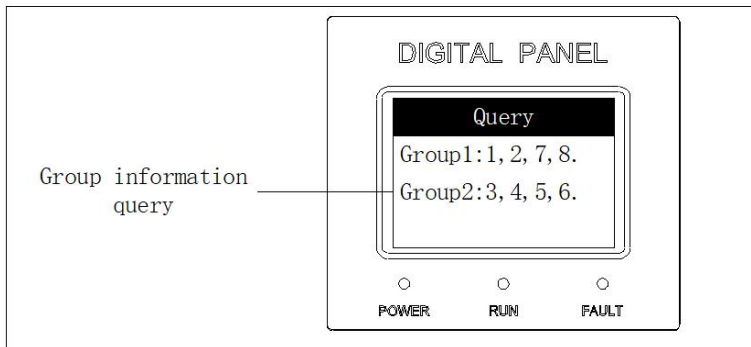 DIGITAL PANEL
Query
Group1:1,2,7,8.
Group2:3,4,5,6.
Group information
query
POWER
RUN
FAULT